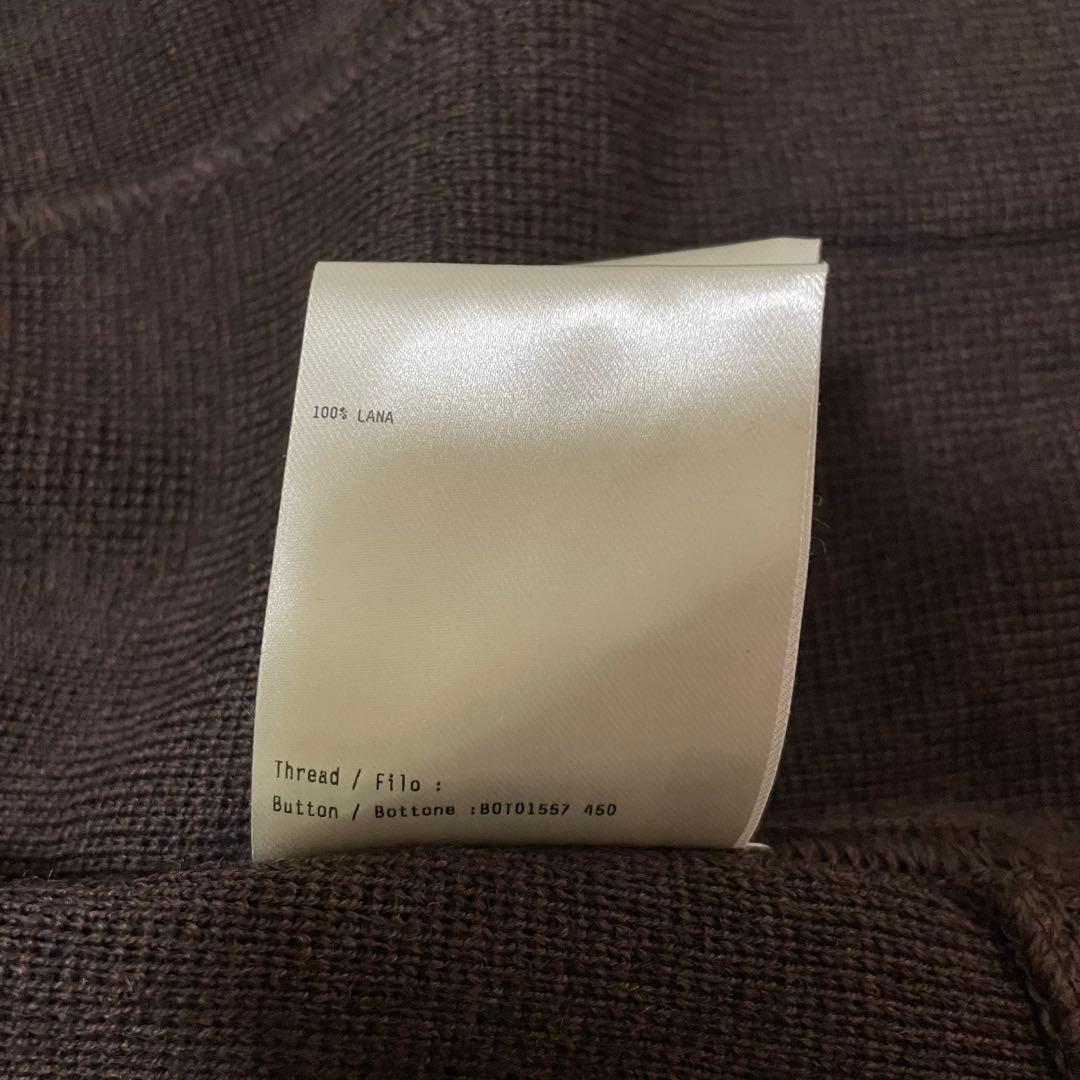 100% LANA
Thread / Filo :
Button / Bottone :BOT01557 450